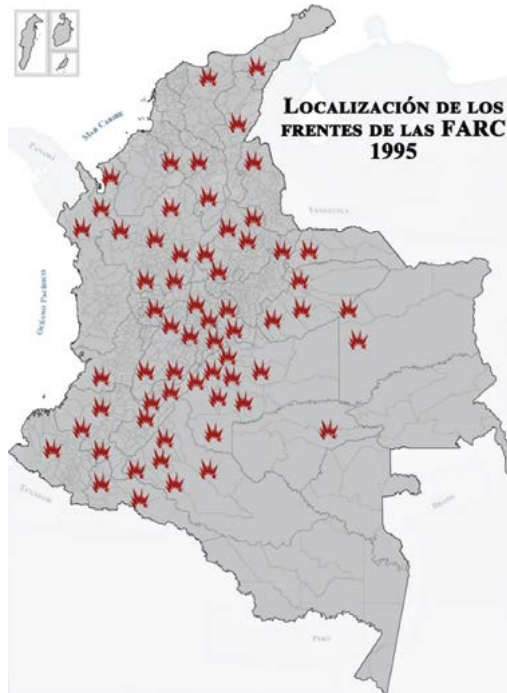 MAR CARIBE
LOCALIZACIÓN DE LOS
FRENTES DE LAS FARC
1995
PANAMÁ
VENEZUELA
OCÉANO PACÍFICO
ECUADOR
BRASIL
PERÚ